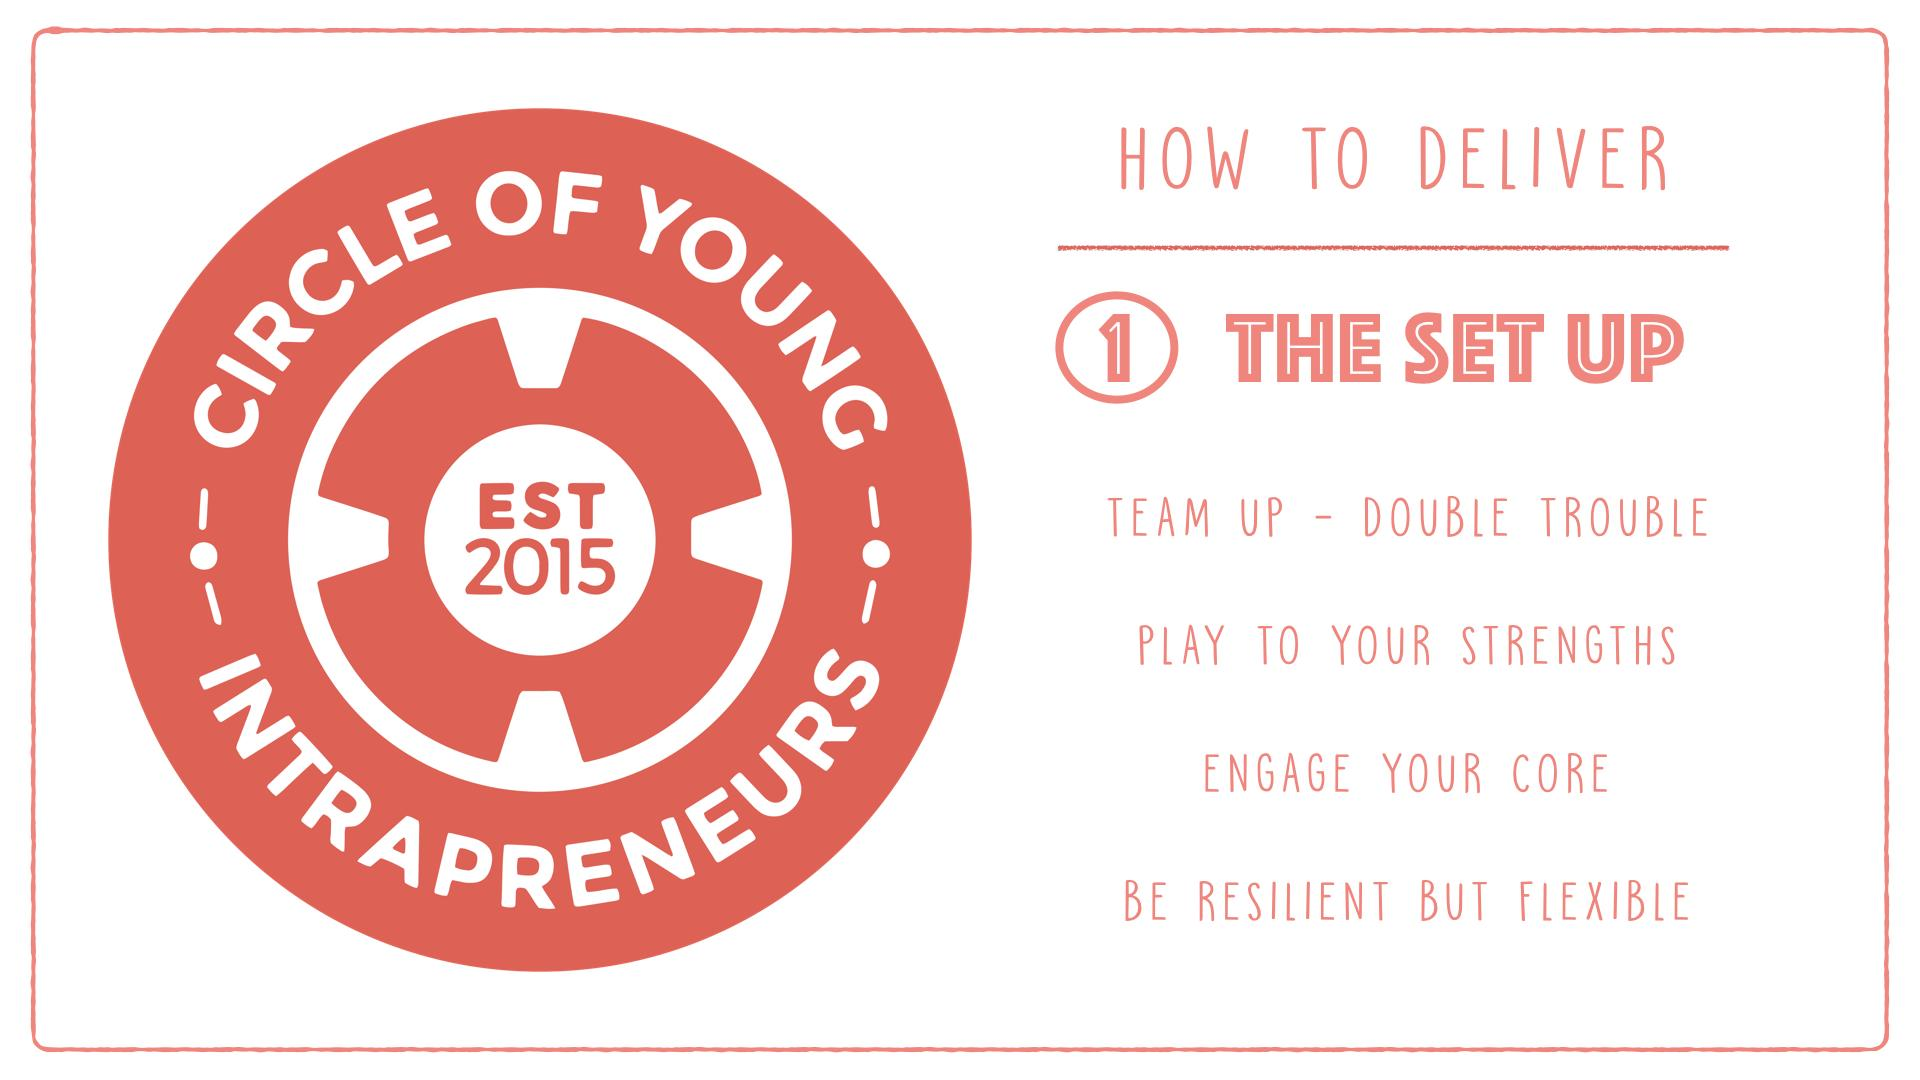 CIRCLE OF YOUNG
EST
2015
INTRAPRENEURS
HOW TO DELIVER
1 THE SET UP
TEAM UP - DOUBLE TROUBLE
PLAY TO YOUR STRENGTHS
ENGAGE YOUR CORE
BE RESILIENT BUT FLEXIBLE